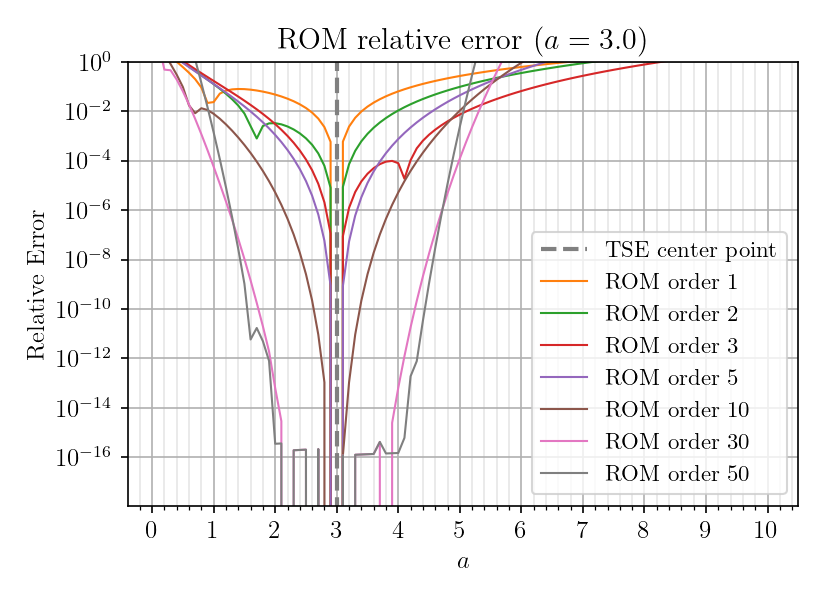 ROM relative error (a = 3.0)
Relative Error
10^0
10^-2
10^-4
10^-6
10^-8
10^-10
10^-12
10^-14
10^-16
TSE center point
ROM order 1
ROM order 2
ROM order 3
ROM order 5
ROM order 10
ROM order 30
ROM order 50
0 1 2 3 4 5 6 7 8 9 10
a